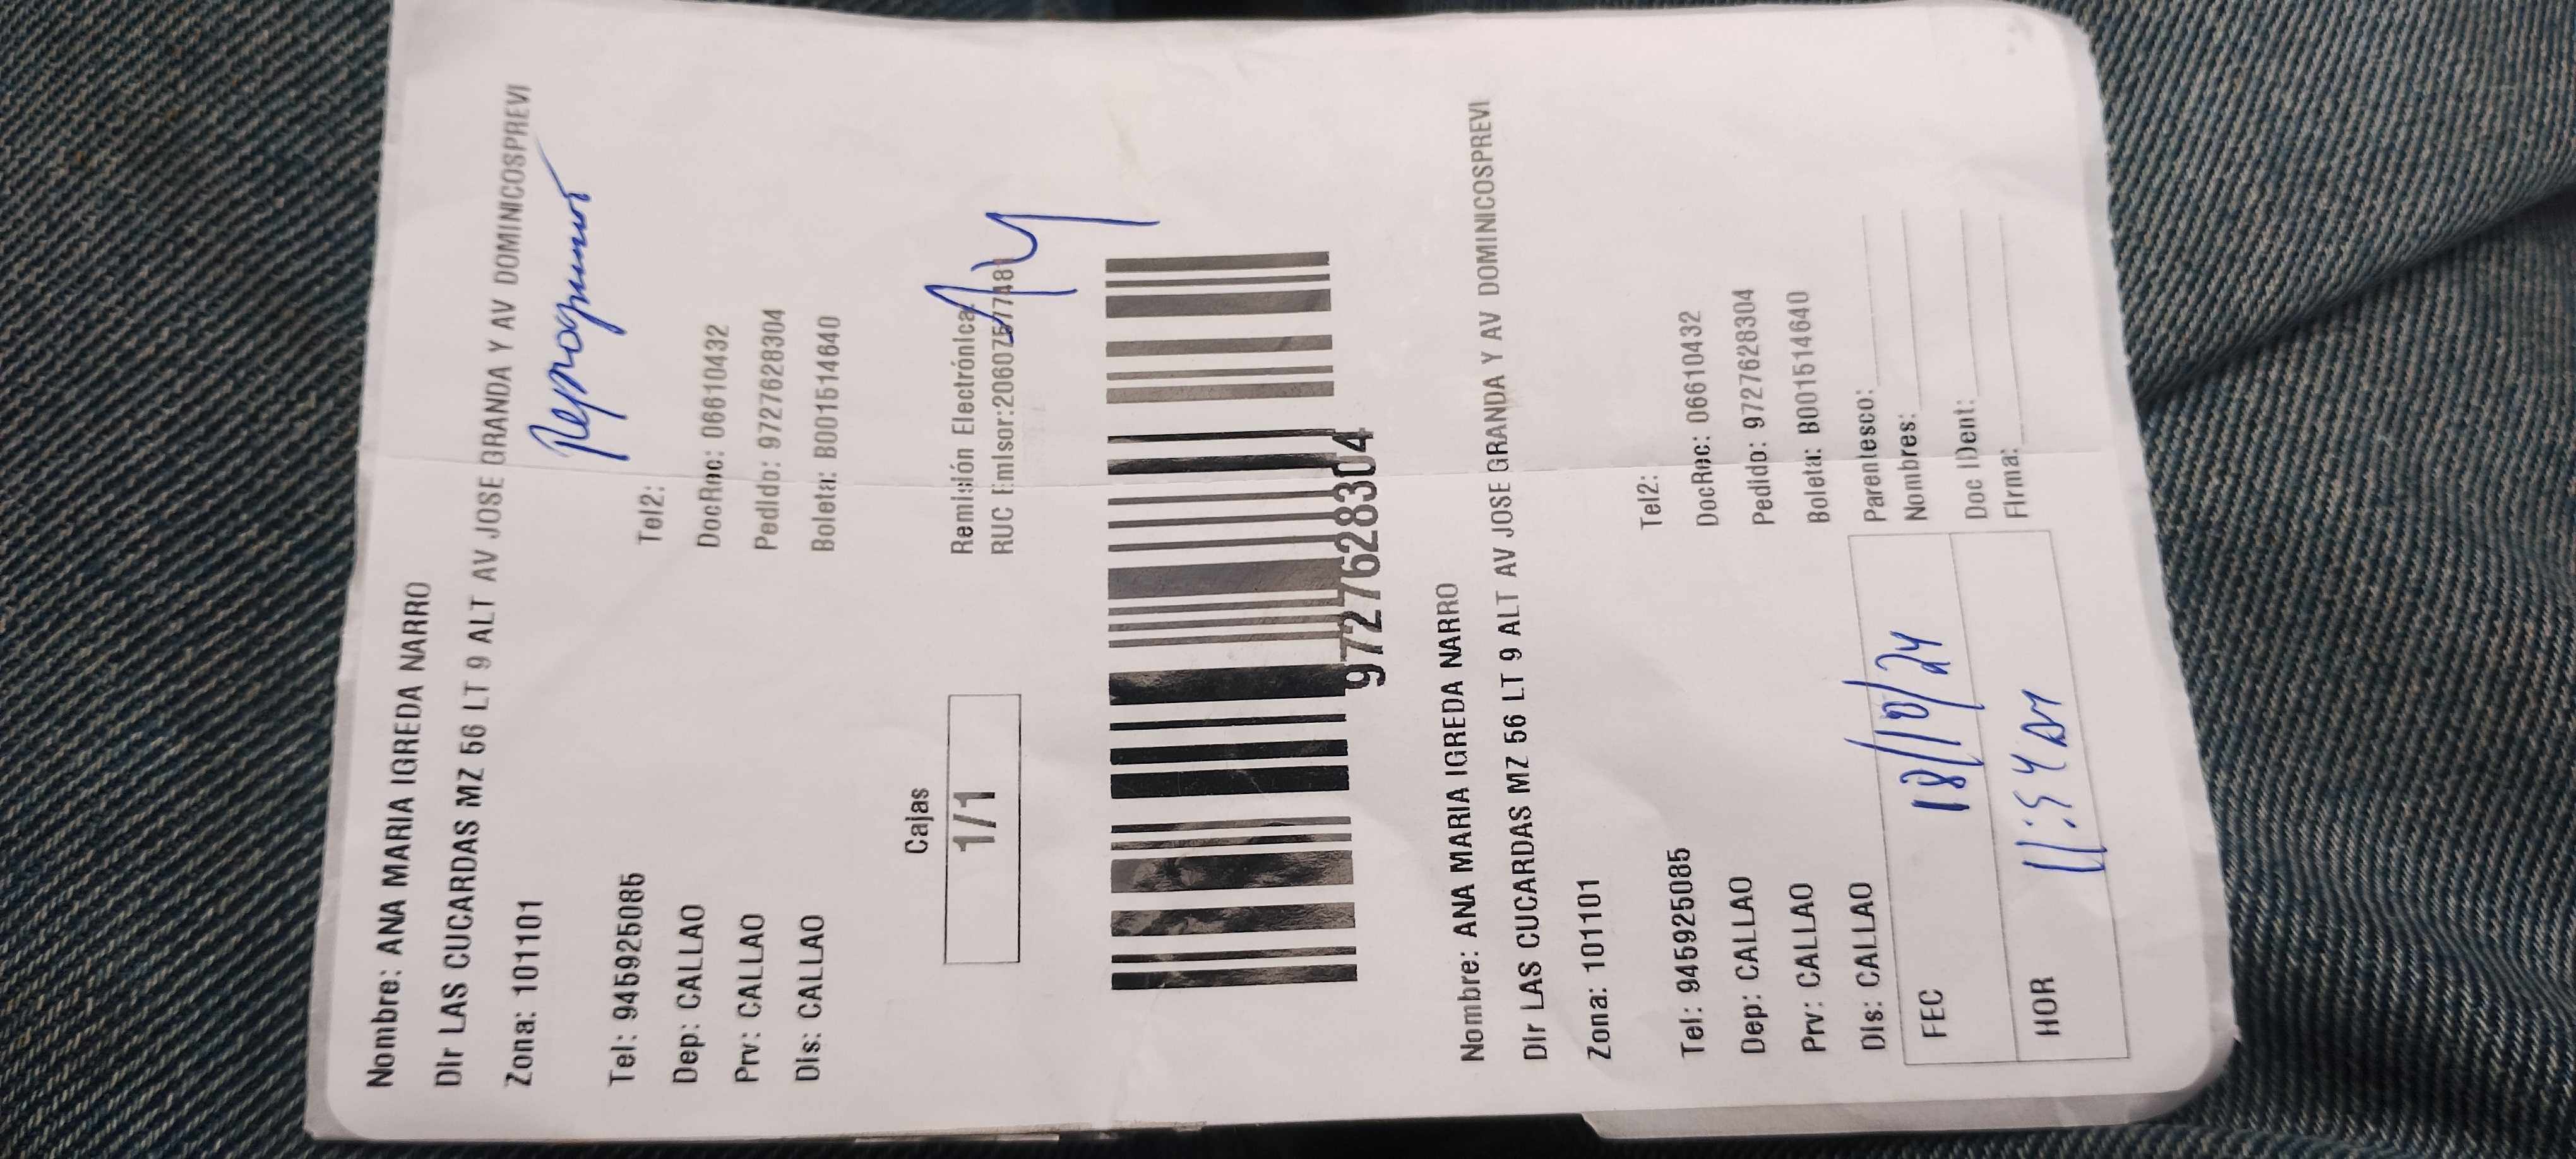 Nombre: ANA MARIA IGREDA NARRO
Dir LAS CUCARDAS MZ 56 LT 9 ALT AV JOSE GRANDA Y AV DOMINICOSPREVI
Zona: 101101
Tel: 945925085 Tel2:
Dep: CALLAO DocRec: 06610432
Prv: CALLAO Pedido: 9727628304
Dis: CALLAO Boleta: B001514640
Cajas
1/1
Remisión Electrónica
RUC Emisor:
9727628304
Nombre: ANA MARIA IGREDA NARRO
Dir LAS CUCARDAS MZ 56 LT 9 ALT AV JOSE GRANDA Y AV DOMINICOSPREVI
Zona: 101101
Tel: 945925085 Tel2:
Dep: CALLAO DocRec: 06610432
Prv: CALLAO Pedido: 9727628304
Dis: CALLAO Boleta: B001514640
FEC 18/10/24
HOR 11:54 AM
Parentesco:
Nombres:
Doc IDent:
Firma: